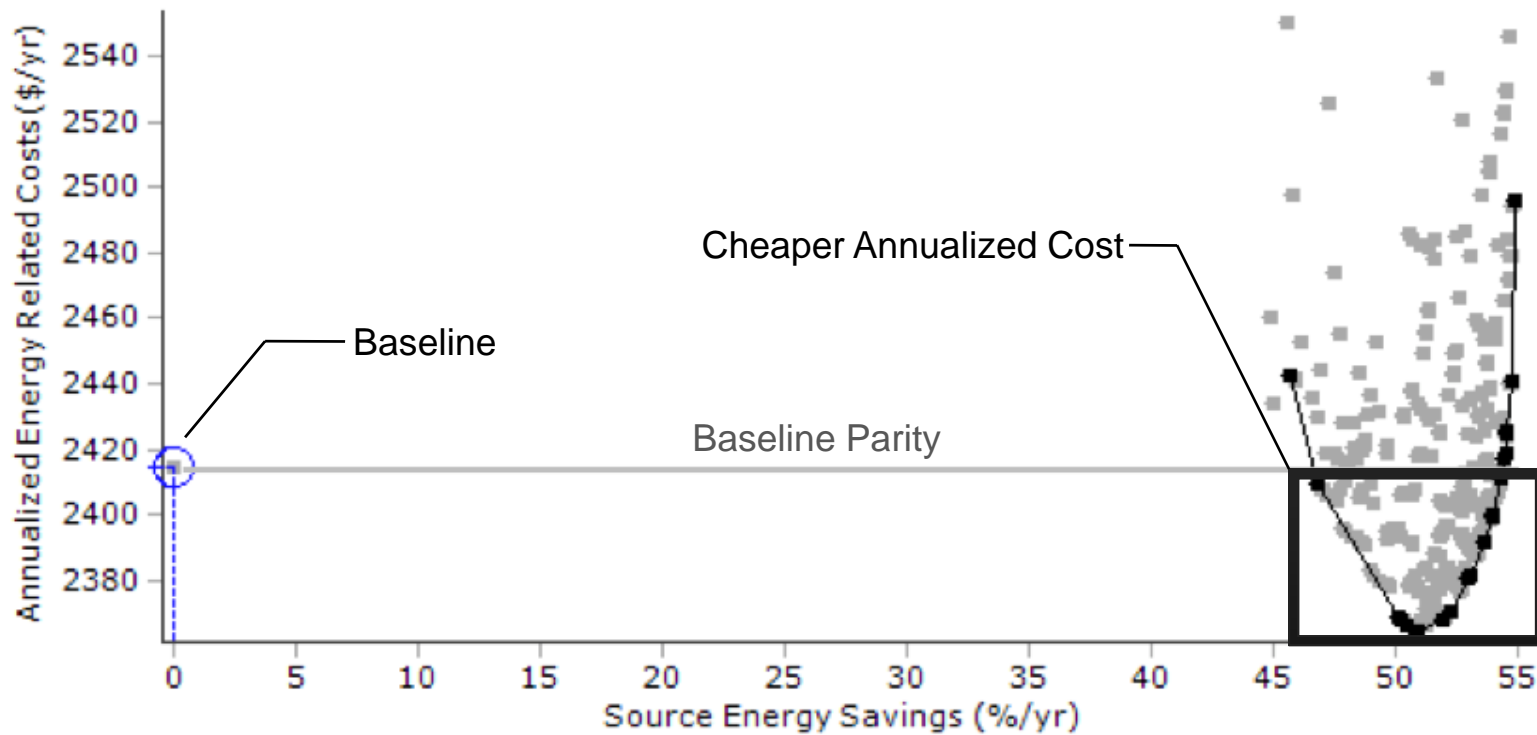 Annualized Energy Related Costs ($/yr)
2540
2520
2500
2480
2460
2440
2420
2400
2380
Cheaper Annualized Cost
Baseline
Baseline Parity
0 5 10 15 20 25 30 35 40 45 50 55
Source Energy Savings (%/yr)